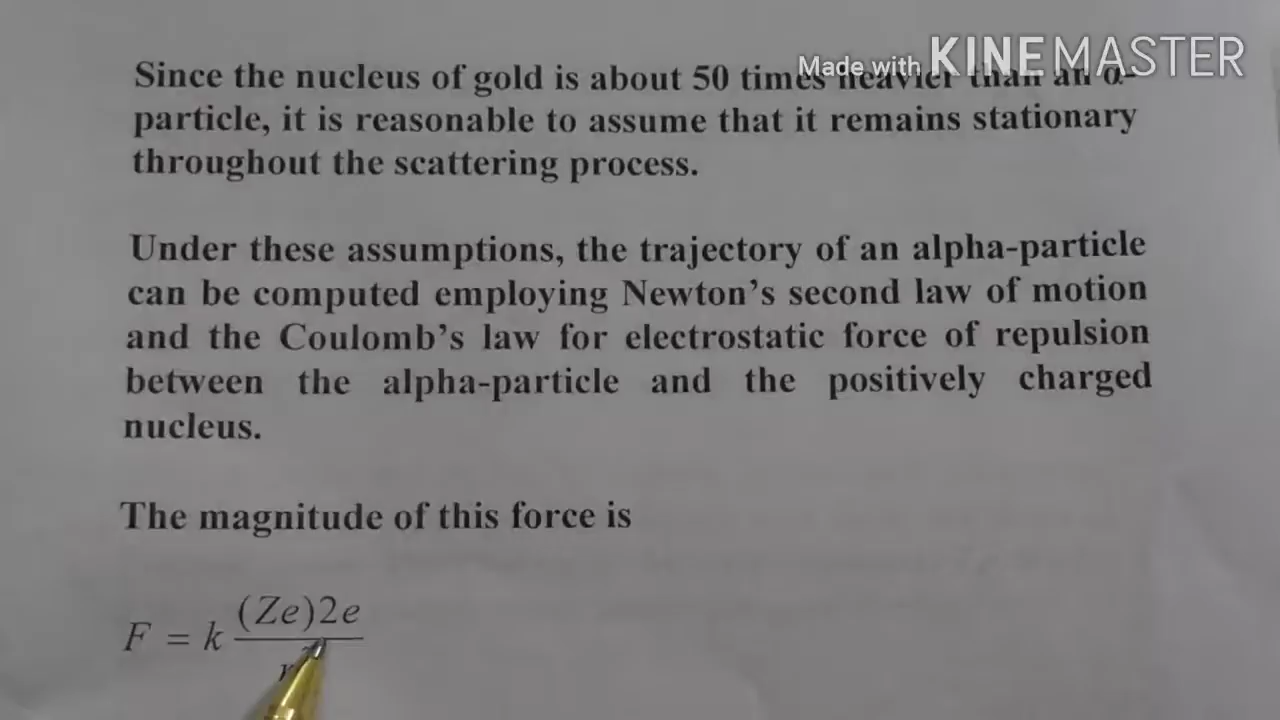 Made with KINEMASTER
Since the nucleus of gold is about 50 times heavier than an α-
particle, it is reasonable to assume that it remains stationary
throughout the scattering process.
Under these assumptions, the trajectory of an alpha-particle
can be computed employing Newton's second law of motion
and the Coulomb's law for electrostatic force of repulsion
between the alpha-particle and the positively charged
nucleus.
The magnitude of this force is
F = k (Ze)2e
r